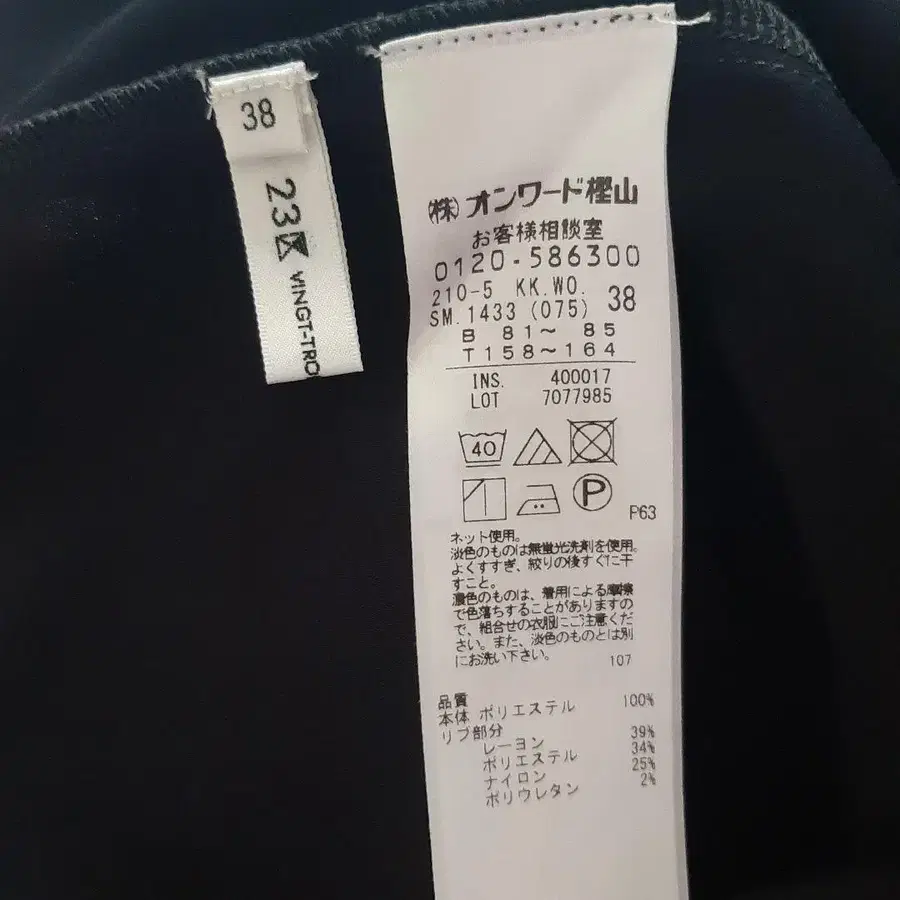 38
23区
VINGT-TRO
㈱オンワード樫山
お客様相談室
0120-586300
210-5 KK.WO.
SM.1433 (075) 38
B 81～ 85
T 158～164
INS. 400017
LOT 7077985
40
P
P63
ネット使用。
淡色のものは無蛍光洗剤を使用。
よくすすぎ、絞りの後すぐに干
すこと。
濃色のものは、着用による摩擦
で色落ちすることがありますの
で、組合せの衣服にご注意くだ
さい。また、淡色のものとは別
にお洗い下さい。
107
品質
本体 ポリエステル 100%
リブ部分
レーヨン 39%
ポリエステル 34%
ナイロン 25%
ポリウレタン 2%